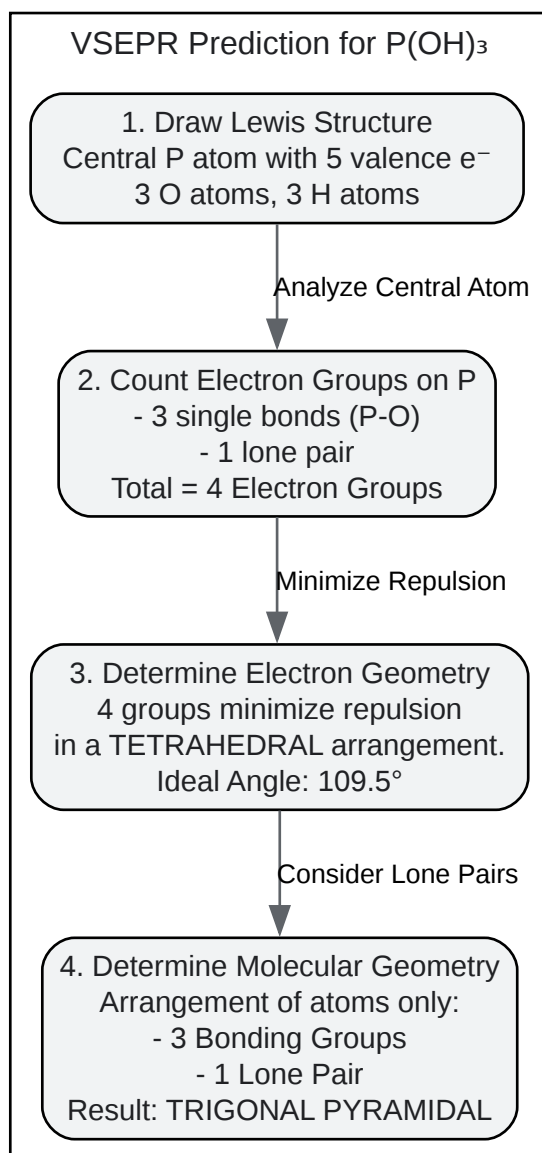 VSEPR Prediction for P(OH)₃
1. Draw Lewis Structure
Central P atom with 5 valence e⁻
3 O atoms, 3 H atoms
Analyze Central Atom
2. Count Electron Groups on P
- 3 single bonds (P-O)
- 1 lone pair
Total = 4 Electron Groups
Minimize Repulsion
3. Determine Electron Geometry
4 groups minimize repulsion
in a TETRAHEDRAL arrangement.
Ideal Angle: 109.5°
Consider Lone Pairs
4. Determine Molecular Geometry
Arrangement of atoms only:
- 3 Bonding Groups
- 1 Lone Pair
Result: TRIGONAL PYRAMIDAL